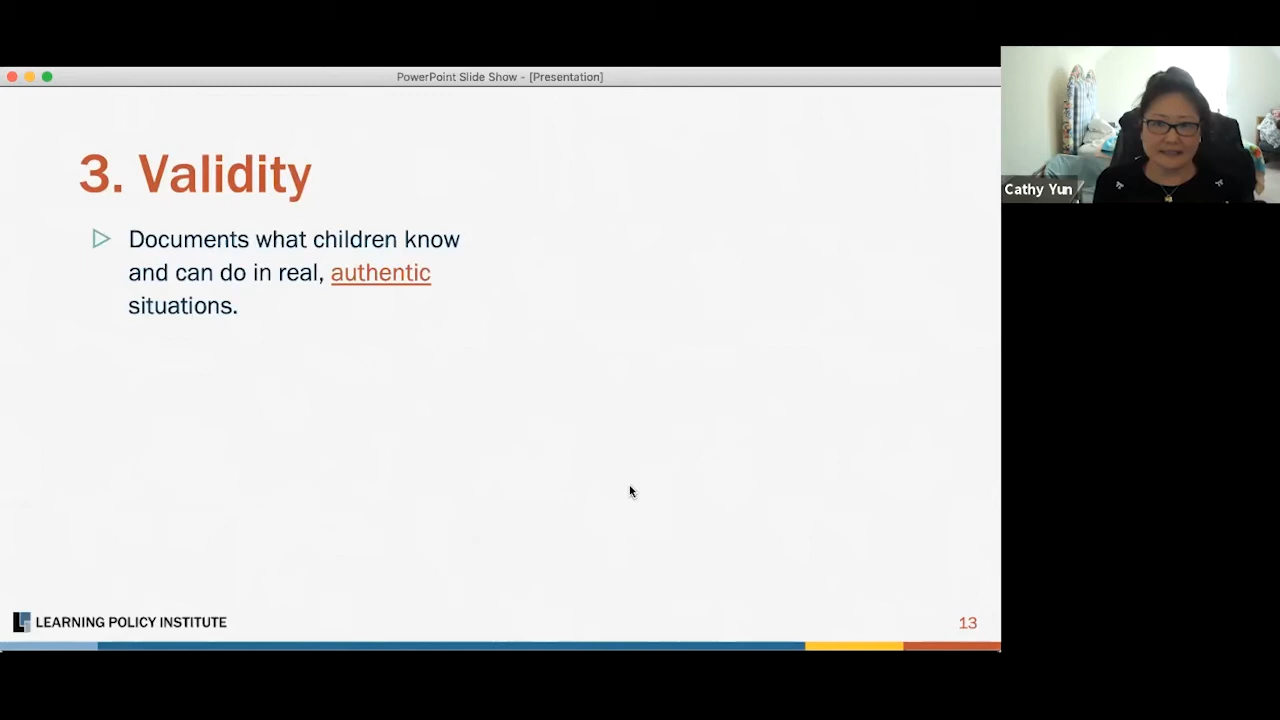 PowerPoint Slide Show - [Presentation]
3. Validity
Documents what children know
and can do in real, authentic
situations.
LEARNING POLICY INSTITUTE
13
Cathy Yun